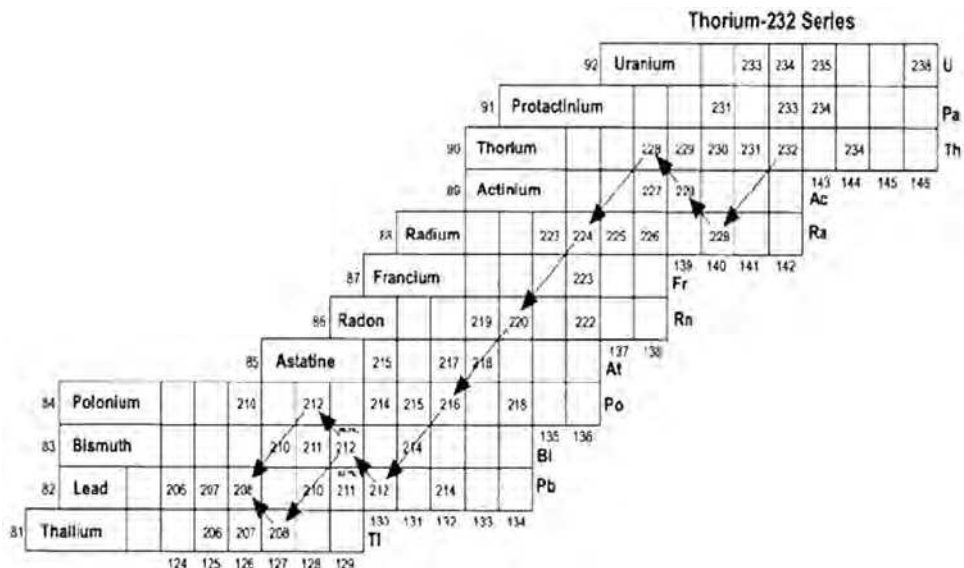 Thorium-232 Series
92 Uranium 233 234 235 238 U
91 Protactinium 231 233 234 Pa
90 Thorium 228 229 230 231 232 234 Th
143 144 145 146
89 Actinium 227 228 Ac
88 Radium 223 224 225 226 228 Ra
139 140 141 142
87 Francium 223 Fr
86 Radon 219 220 222 Rn
137 138
85 Astatine 215 217 218 At
84 Polonium 210 212 214 215 216 218 Po
135 136
83 Bismuth 210 211 212 214 Bi
82 Lead 206 207 208 210 211 212 214 Pb
130 131 132 133 134
81 Thallium 206 207 208 Tl
124 125 126 127 128 129